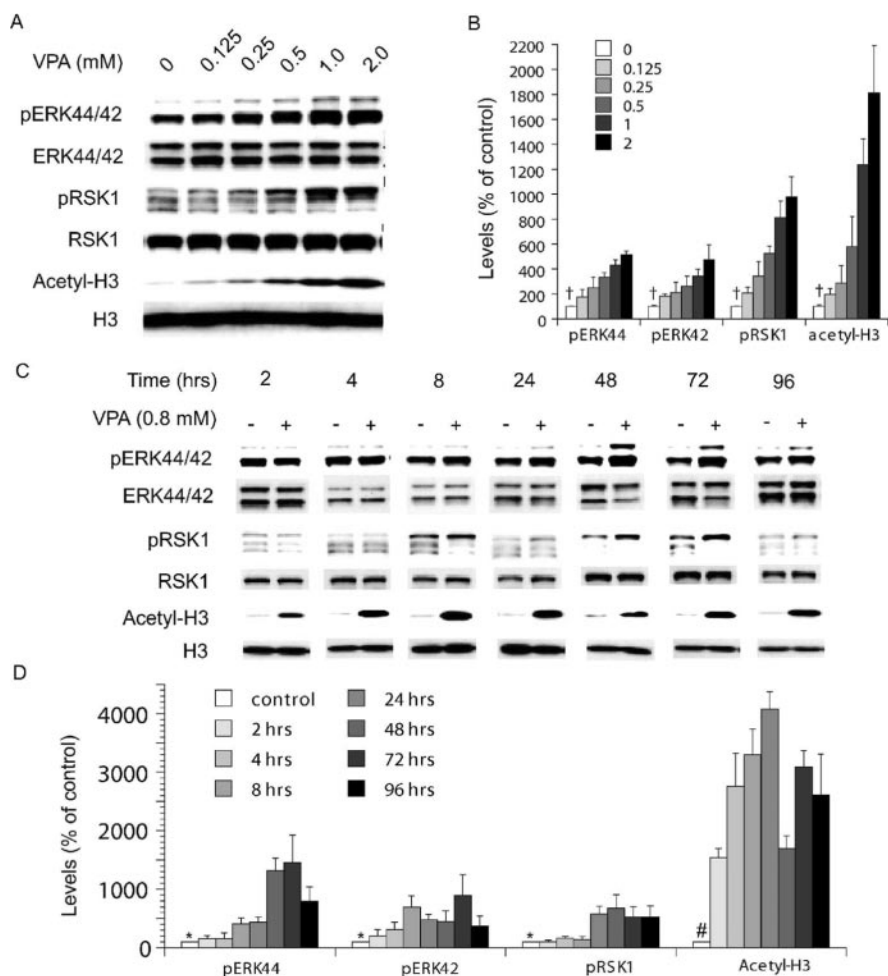 A
VPA (mM) 0 0.125 0.25 0.5 1.0 2.0
pERK44/42
ERK44/42
pRSK1
RSK1
Acetyl-H3
H3
B
Levels (% of control)
2200
2000
1800
1600
1400
1200
1000
800
600
400
200
0
0
0.125
0.25
0.5
1
2
† † † †
pERK44 pERK42 pRSK1 acetyl-H3
C
Time (hrs) 2 4 8 24 48 72 96
VPA (0.8 mM) - + - + - + - + - + - + - +
pERK44/42
ERK44/42
pRSK1
RSK1
Acetyl-H3
H3
D
Levels (% of control)
4000
3000
2000
1000
0
control
2 hrs
4 hrs
8 hrs
24 hrs
48 hrs
72 hrs
96 hrs
* * * #
pERK44 pERK42 pRSK1 Acetyl-H3